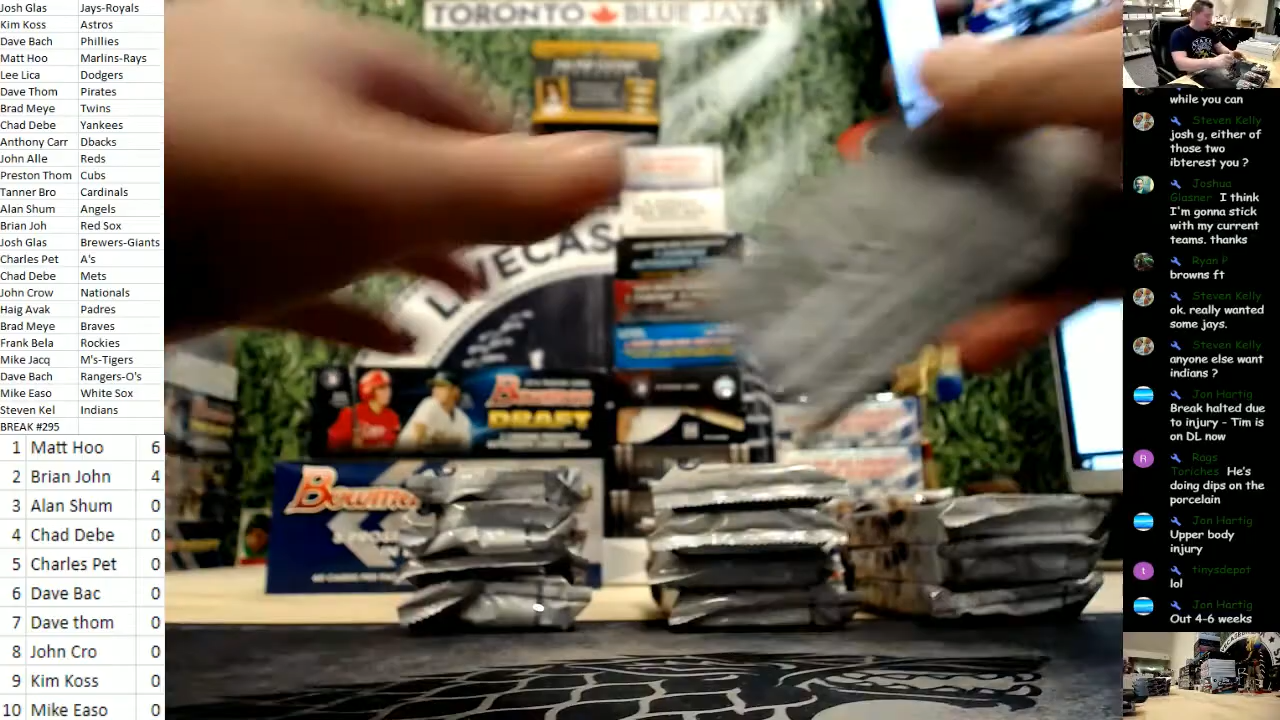 Josh Glas Jays-Royals
Kim Koss Astros
Dave Bach Phillies
Matt Hoo Marlins-Rays
Lee Lica Dodgers
Dave Thom Pirates
Brad Meye Twins
Chad Debe Yankees
Anthony Carr Dbacks
John Alle Reds
Preston Thom Cubs
Tanner Bro Cardinals
Alan Shum Angels
Brian Joh Red Sox
Josh Glas Brewers-Giants
Charles Pet A's
Chad Debe Mets
John Crow Nationals
Haig Avak Padres
Brad Meye Braves
Frank Bela Rockies
Mike Jacq M's-Tigers
Dave Bach Rangers-O's
Mike Easo White Sox
Steven Kel Indians
BREAK #295
1 Matt Hoo 6
2 Brian John 4
3 Alan Shum 0
4 Chad Debe 0
5 Charles Pet 0
6 Dave Bac 0
7 Dave thom 0
8 John Cro 0
9 Kim Koss 0
10 Mike Easo 0
TORONTO BLUE JAYS
LIVECAS
Bowman
DRAFT
Bowma
while you can
Steven Kelly
josh g, either of
those two
ibterest you ?
Joshua
Glasner I think
I'm gonna stick
with my current
teams. thanks
Ryan P
browns ft
Steven Kelly
ok. really wanted
some jays.
Steven Kelly
anyone else want
indians ?
Jon Hartig
Break halted due
to injury - Tim is
on DL now
R
Rags
Toriches He's
doing dips on the
porcelain
Jon Hartig
Upper body
injury
t
tinysdepot
lol
Jon Hartig
Out 4-6 weeks